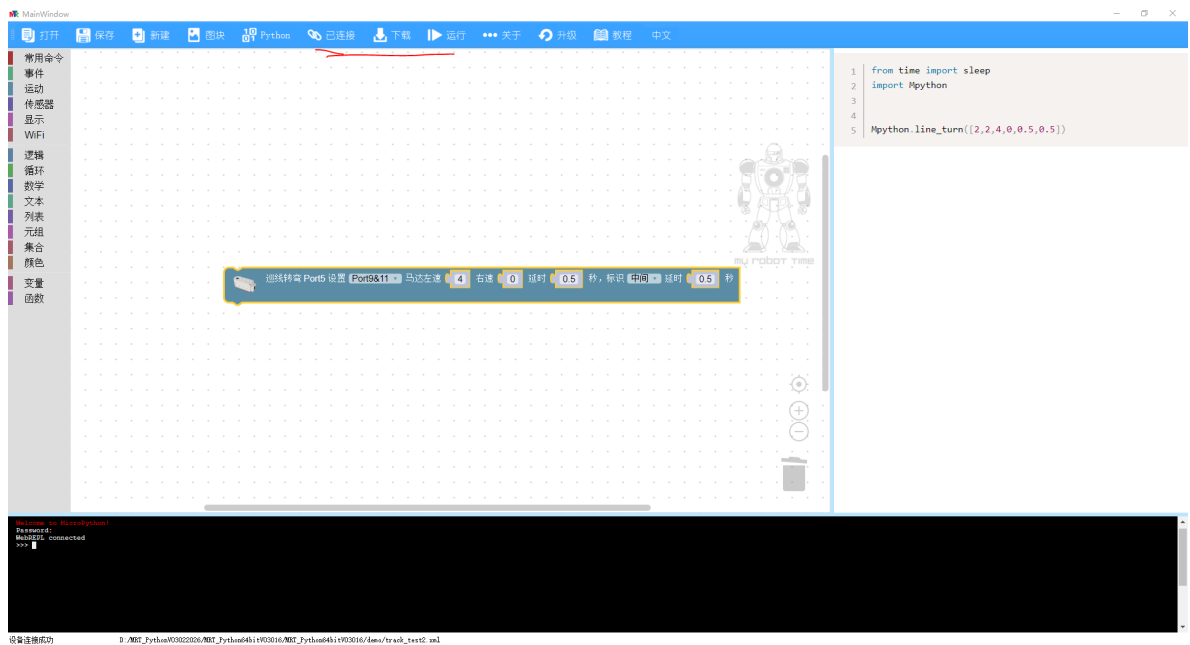 MainWindow
打开 保存 新建 图块 Python 已连接 下载 运行 关于 升级 教程 中文
常用命令
事件
运动
传感器
显示
WiFi
逻辑
循环
数学
文本
列表
元组
集合
颜色
变量
函数
巡线转弯 Port5 设置 Port9&11 马达左速 4 右速 0 延时 0.5 秒，标识 中间 延时 0.5 秒
my robot time
1 from time import sleep
2 import Mpython
3
4
5 Mpython.line_turn([2,2,4,0,0.5,0.5])
Welcome to MicroPython!
Password:
WebREPL connected
>>>
设备连接成功 D:/MRT_PythonV03022026/MRT_Python64bitV03016/MRT_Python64bitV03016/demo/track_test2.xml